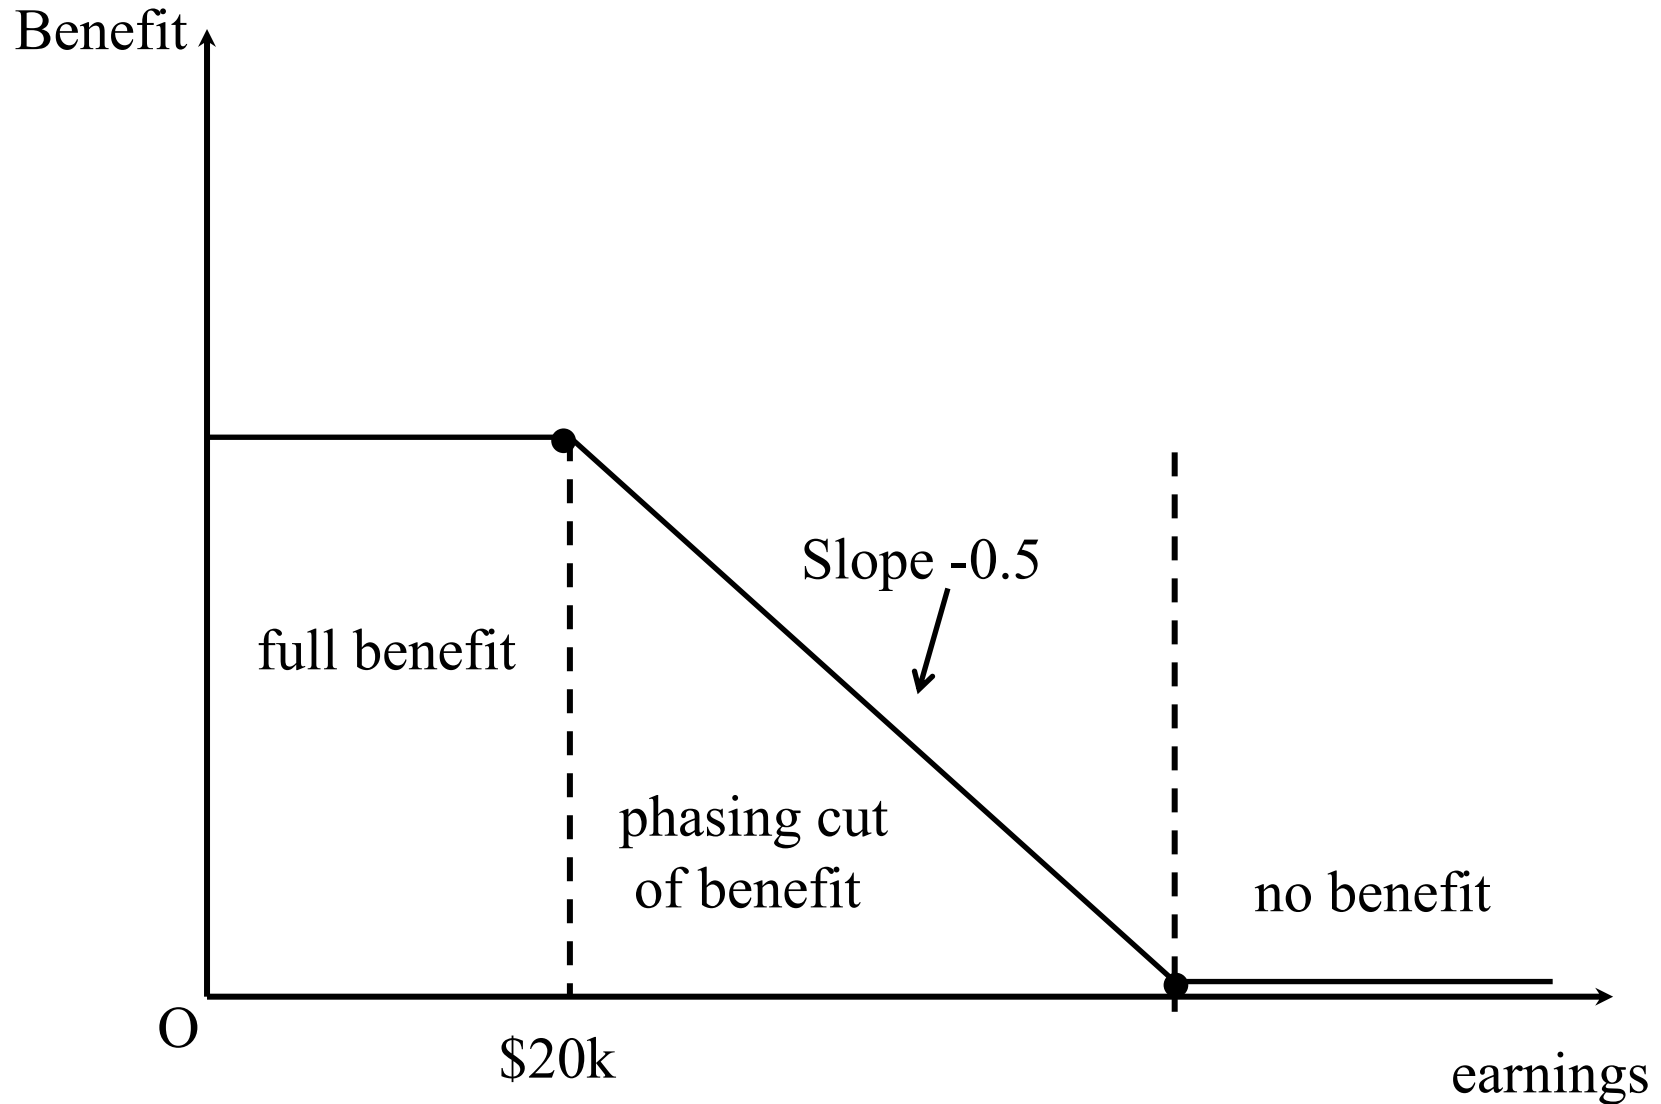 Benefit
Slope -0.5
full benefit
phasing cut
of benefit
no benefit
O
$20k
earnings